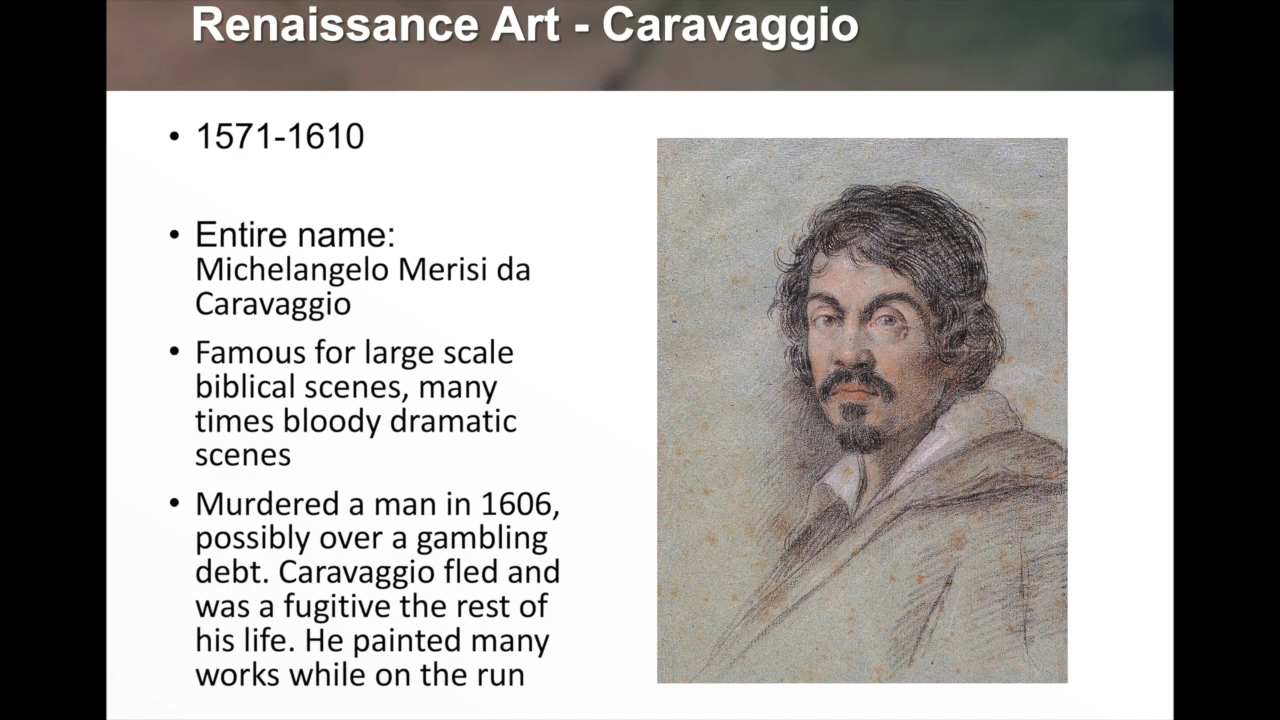 Renaissance Art - Caravaggio
• 1571-1610
• Entire name:
Michelangelo Merisi da
Caravaggio
• Famous for large scale
biblical scenes, many
times bloody dramatic
scenes
• Murdered a man in 1606,
possibly over a gambling
debt. Caravaggio fled and
was a fugitive the rest of
his life. He painted many
works while on the run